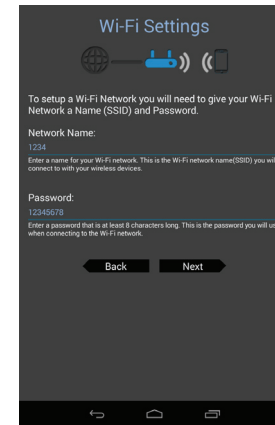 Wi-Fi Settings
To setup a Wi-Fi Network you will need to give your Wi-Fi
Network a Name (SSID) and Password.
Network Name:
1234
Enter a name for your Wi-Fi network. This is the Wi-Fi network name(SSID) you will
connect to with your wireless devices.
Password:
12345678
Enter a password that is at least 8 characters long. This is the password you will
when connecting to the Wi-Fi network.
Back
Next